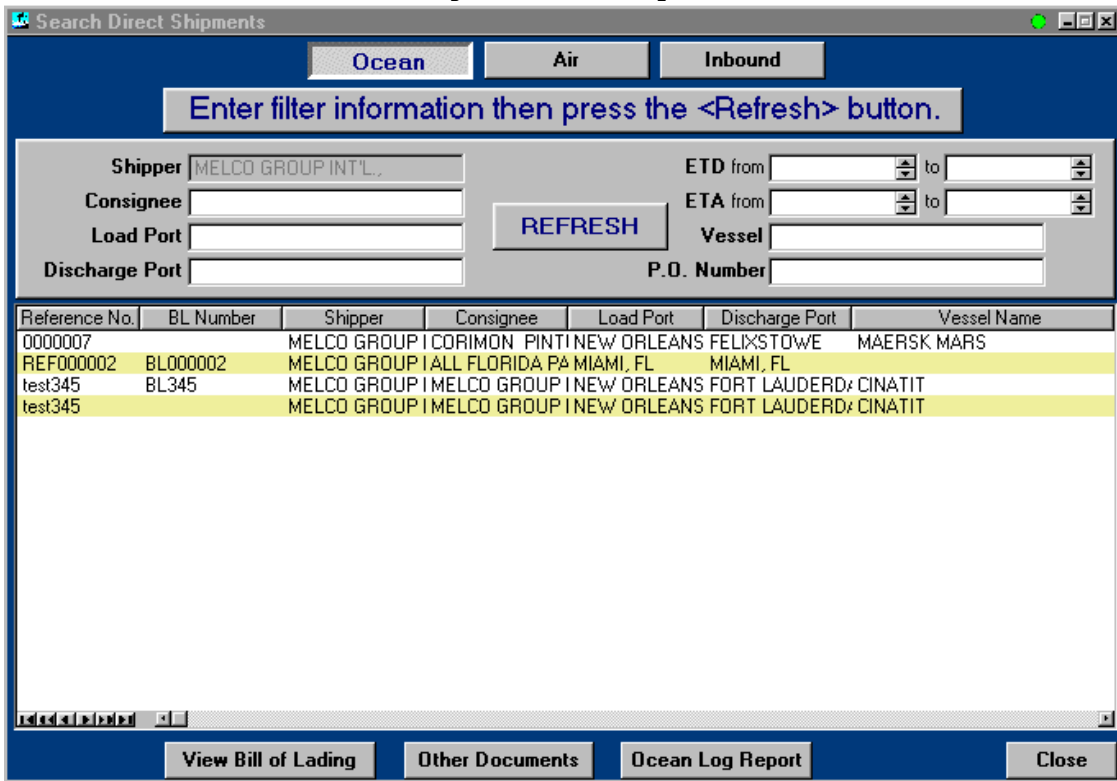 Search Direct Shipments
Ocean Air Inbound
Enter filter information then press the <Refresh> button.
Shipper MELCO GROUP INT'L., ETD from to
Consignee ETA from to
REFRESH
Load Port Vessel
Discharge Port P.O. Number
Reference No. BL Number Shipper Consignee Load Port Discharge Port Vessel Name
0000007 MELCO GROUP I CORIMON PINTI NEW ORLEANS FELIXSTOWE MAERSK MARS
REF000002 BL000002 MELCO GROUP I ALL FLORIDA PA MIAMI, FL MIAMI, FL
test345 BL345 MELCO GROUP I MELCO GROUP I NEW ORLEANS FORT LAUDERDA CINATIT
test345 MELCO GROUP I MELCO GROUP I NEW ORLEANS FORT LAUDERDA CINATIT
View Bill of Lading Other Documents Ocean Log Report Close